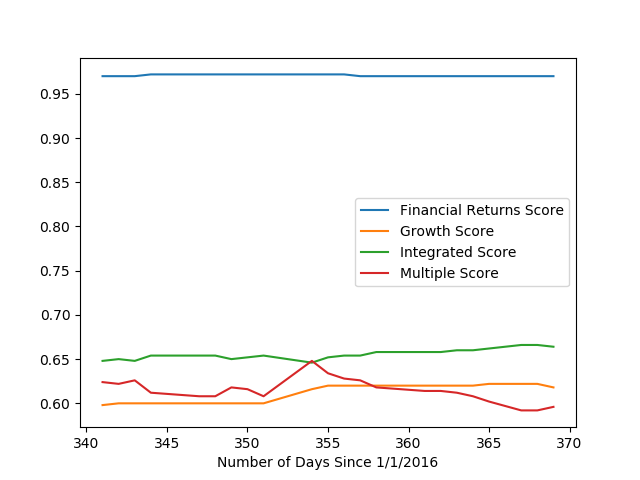 0.95
0.90
0.85
0.80
0.75
0.70
0.65
0.60
Financial Returns Score
Growth Score
Integrated Score
Multiple Score
340 345 350 355 360 365 370
Number of Days Since 1/1/2016